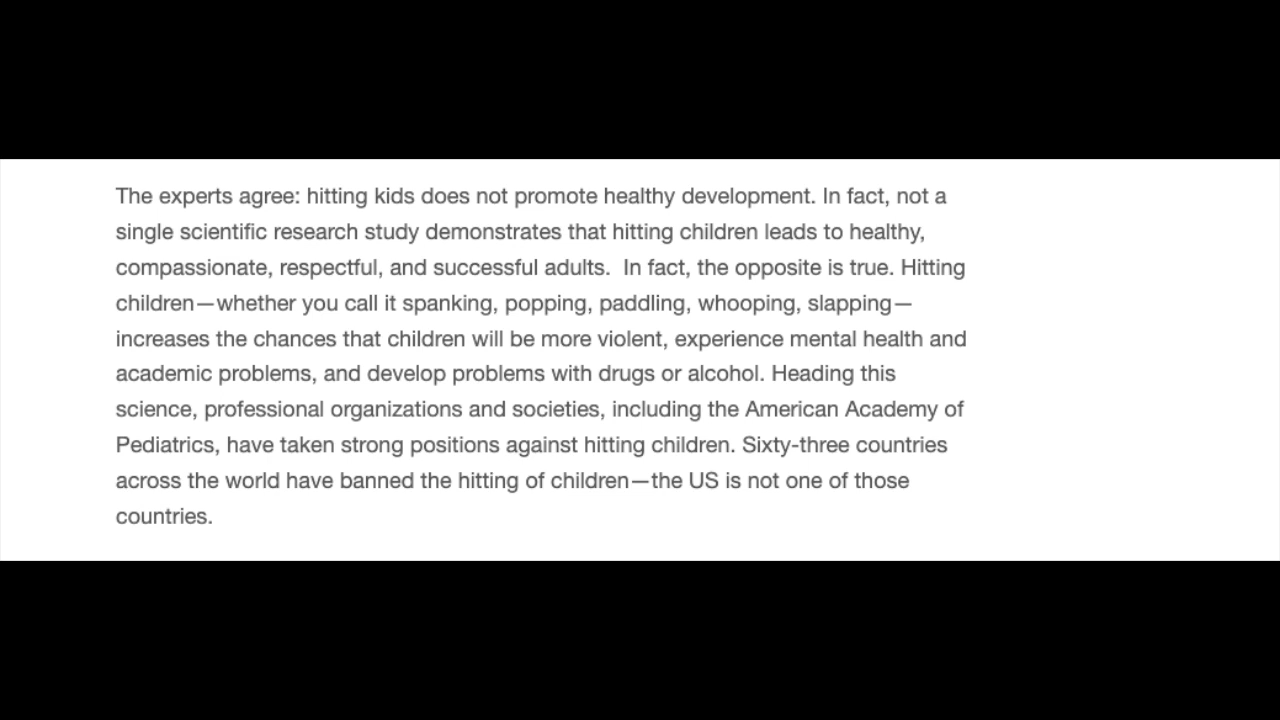 The experts agree: hitting kids does not promote healthy development. In fact, not a
single scientific research study demonstrates that hitting children leads to healthy,
compassionate, respectful, and successful adults.  In fact, the opposite is true. Hitting
children—whether you call it spanking, popping, paddling, whooping, slapping—
increases the chances that children will be more violent, experience mental health and
academic problems, and develop problems with drugs or alcohol. Heading this
science, professional organizations and societies, including the American Academy of
Pediatrics, have taken strong positions against hitting children. Sixty-three countries
across the world have banned the hitting of children—the US is not one of those
countries.